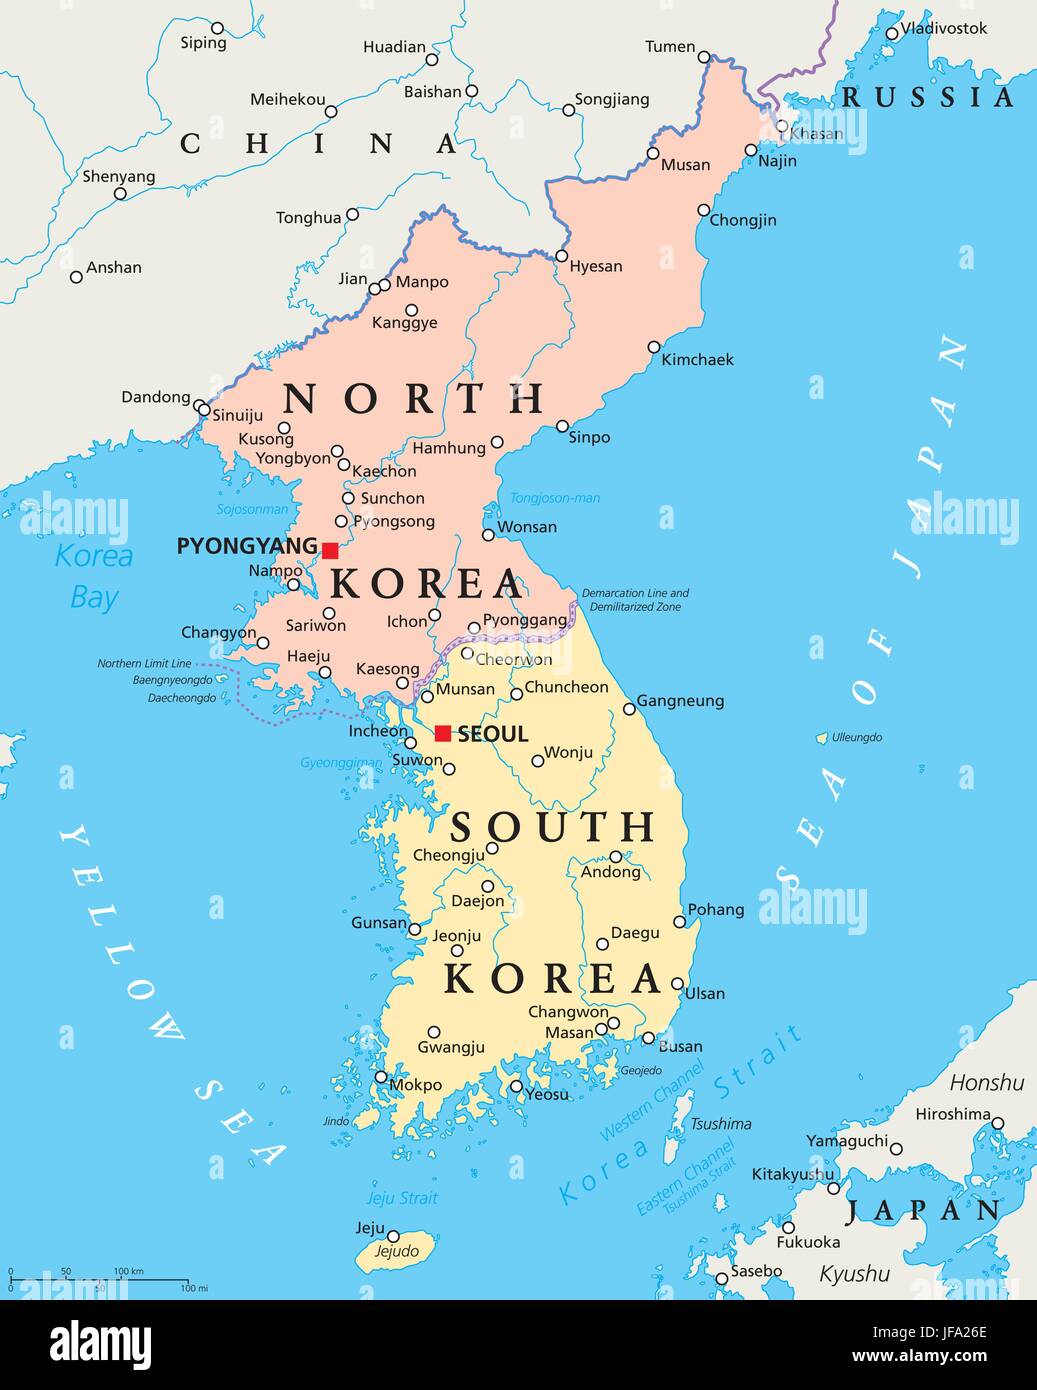 Siping
Huadian
Tumen
Vladivostok
Baishan
Meihekou
Songjiang
RUSSIA
CHINA
Khasan
Musan
Najin
Shenyang
Tonghua
Chongjin
Anshan
Hyesan
Jian
Manpo
Kanggye
Kimchaek
Dandong
NORTH
Sinuiju
Kusong
Sinpo
Yongbyon
Hamhung
Kaechon
Sojosonman
Sunchon
Tongjoson-man
Pyongsong
Wonsan
PYONGYANG
Korea
Bay
Nampo
KOREA
Demarcation Line and
Demilitarized Zone
Changyon
Sariwon
Ichon
Pyonggang
Northern Limit Line
Haeju
Kaesong
Cheorwon
Baengnyeongdo
Daecheongdo
Munsan
Chuncheon
Gangneung
Incheon
SEOUL
Ulleungdo
Gyeonggiman
Suwon
Wonju
SEA OF JAPAN
SOUTH
Cheongju
Andong
YELLOW SEA
Daejon
Gunsan
Jeonju
Daegu
Pohang
KOREA
Ulsan
Changwon
Masan
Gwangju
Busan
Mokpo
Yeosu
Geojedo
Western Channel
Korea Strait
Honshu
Jindo
Tsushima
Hiroshima
Yamaguchi
Eastern Channel
Tsushima Strait
Kitakyushu
Jeju Strait
JAPAN
Jeju
Jejudo
Fukuoka
Sasebo
Kyushu
0 50 100 km
0 50 100 mi
a
alamy
alamy
Image ID: JFA26E
www.alamy.com